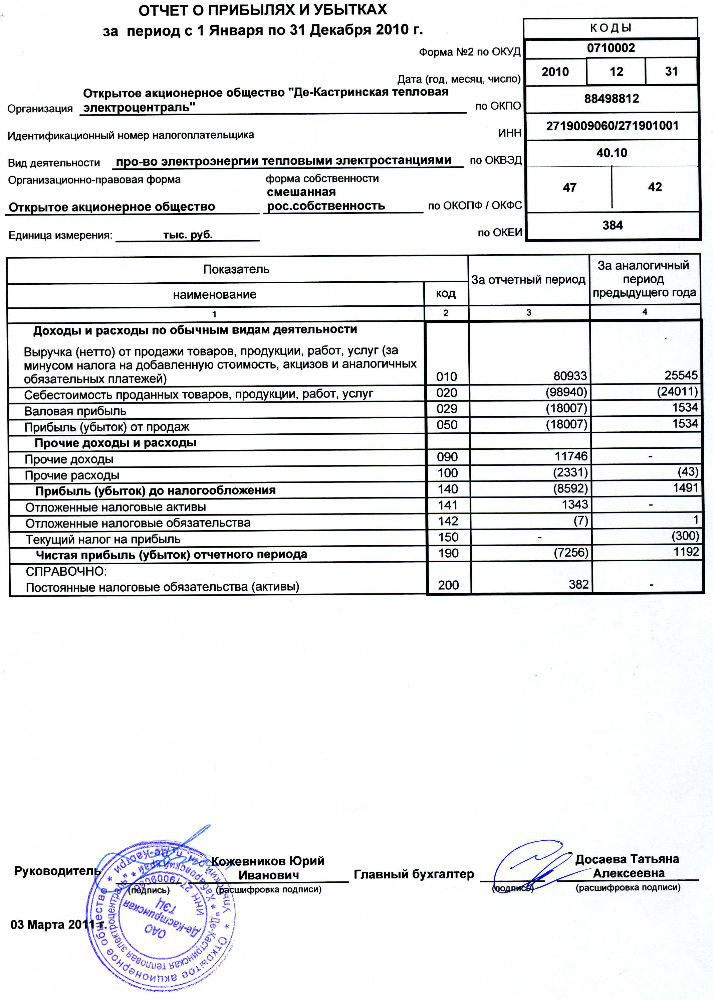 ОТЧЕТ О ПРИБЫЛЯХ И УБЫТКАХ
за период с 1 Января по 31 Декабря 2010 г.
КОДЫ
Форма №2 по ОКУД 0710002
Дата (год, месяц, число) 2010 12 31
Открытое акционерное общество "Де-Кастринская тепловая
Организация электроцентраль" по ОКПО 88498812
Идентификационный номер налогоплательщика ИНН 2719009060/271901001
Вид деятельности про-во электроэнергии тепловыми электростанциями по ОКВЭД 40.10
Организационно-правовая форма форма собственности
смешанная 47 42
Открытое акционерное общество рос.собственность по ОКОПФ / ОКФС
Единица измерения: тыс. руб. по ОКЕИ 384
Показатель За отчетный период За аналогичный
период
предыдущего года
наименование код
1 2 3 4
Доходы и расходы по обычным видам деятельности
Выручка (нетто) от продажи товаров, продукции, работ, услуг (за
минусом налога на добавленную стоимость, акцизов и аналогичных
обязательных платежей) 010 80933 25545
Себестоимость проданных товаров, продукции, работ, услуг 020 (98940) (24011)
Валовая прибыль 029 (18007) 1534
Прибыль (убыток) от продаж 050 (18007) 1534
Прочие доходы и расходы
Прочие доходы 090 11746 -
Прочие расходы 100 (2331) (43)
Прибыль (убыток) до налогообложения 140 (8592) 1491
Отложенные налоговые активы 141 1343 -
Отложенные налоговые обязательства 142 (7) 1
Текущий налог на прибыль 150 - (300)
Чистая прибыль (убыток) отчетного периода 190 (7256) 1192
СПРАВОЧНО:
Постоянные налоговые обязательства (активы) 200 382 -
Руководитель Кожевников Юрий
Иванович
(подпись) (расшифровка подписи)
Главный бухгалтер Досаева Татьяна
Алексеевна
(подпись) (расшифровка подписи)
03 Марта 2011 г.
* Открытое акционерное общество *
Ульчский р-н, п. Де-Кастри
* "Де-Кастринская тепловая электроцентраль" *
Хабаровский край
ИНН 2719009060
ОАО
Де-Кастринская
ТЭЦ